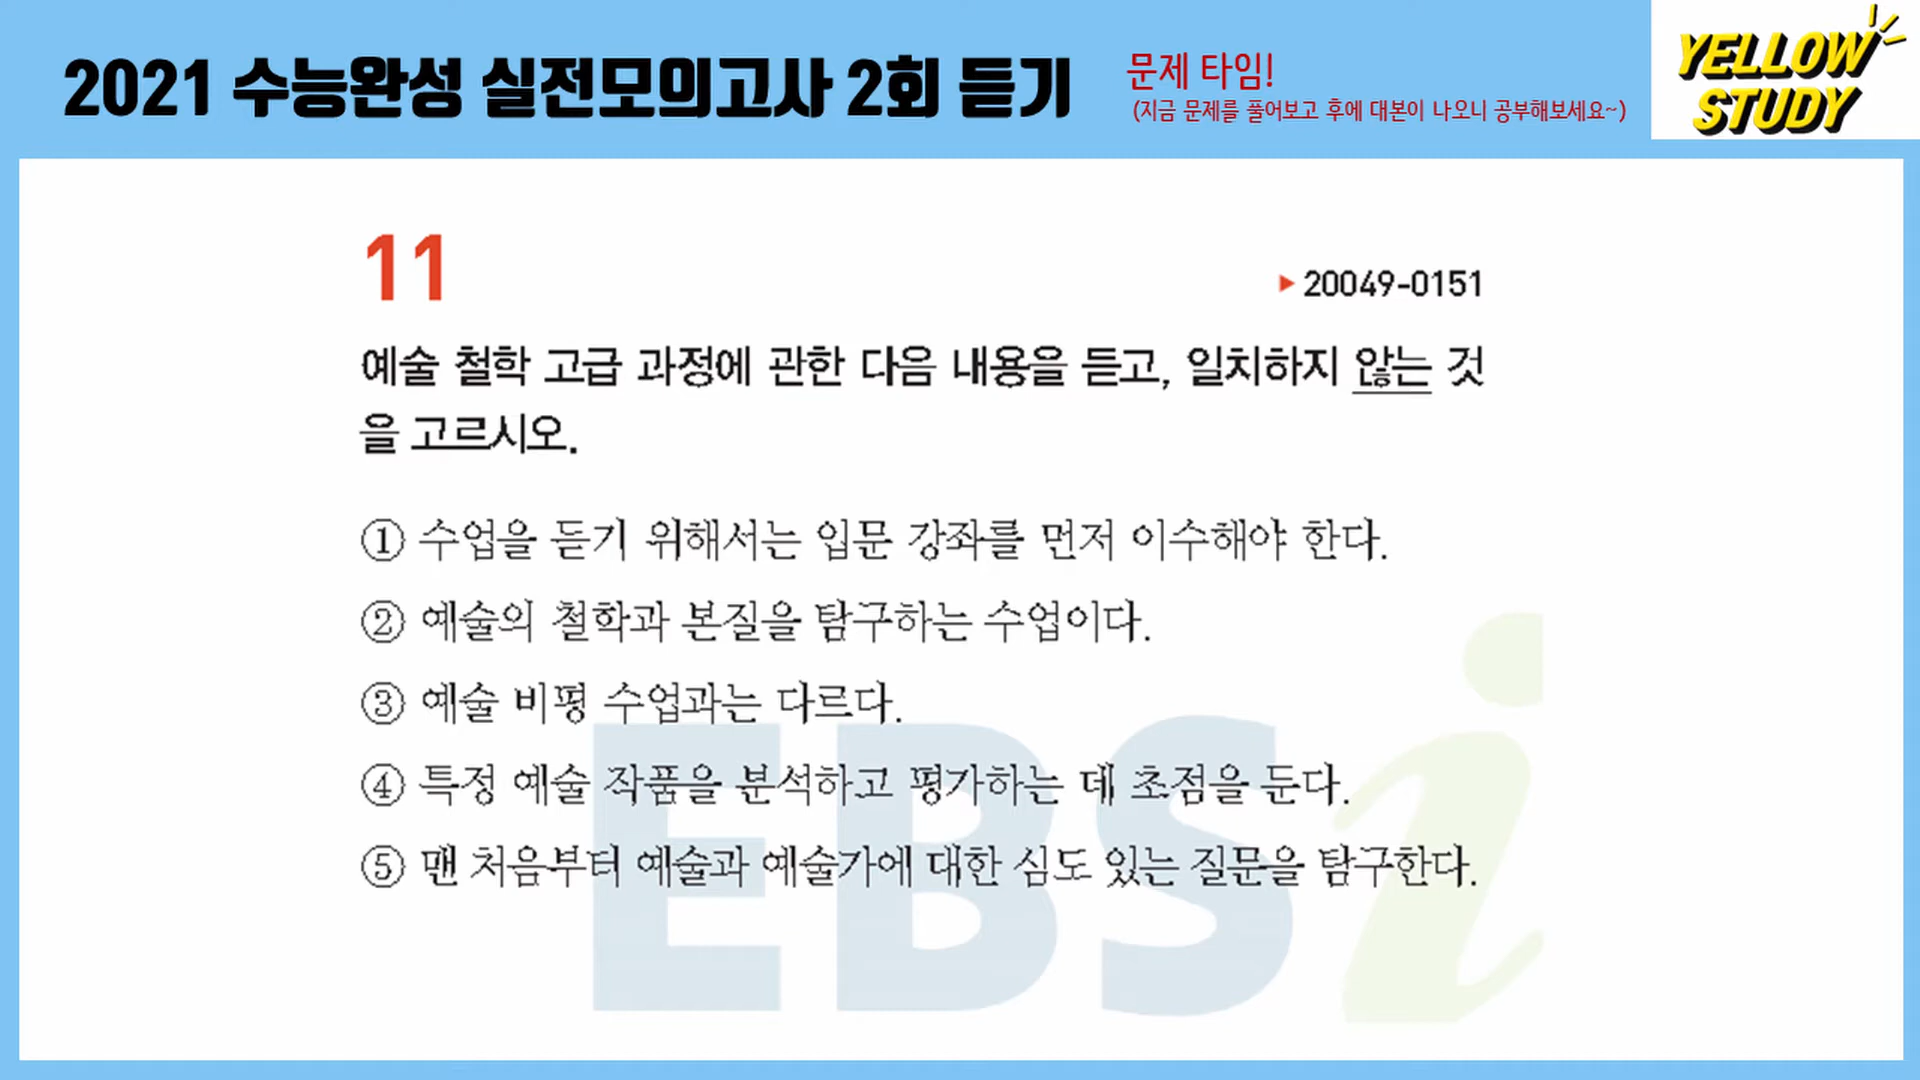 2021 수능완성 실전모의고사 2회 듣기
문제 타임!
(지금 문제를 풀어보고 후에 대본이 나오니 공부해보세요~)
YELLOW
STUDY
11
▶ 20049-0151
예술 철학 고급 과정에 관한 다음 내용을 듣고, 일치하지 않는 것
을 고르시오.
① 수업을 듣기 위해서는 입문 강좌를 먼저 이수해야 한다.
② 예술의 철학과 본질을 탐구하는 수업이다.
③ 예술 비평 수업과는 다르다.
④ 특정 예술 작품을 분석하고 평가하는 데 초점을 둔다.
⑤ 맨 처음부터 예술과 예술가에 대한 심도 있는 질문을 탐구한다.
EBSi